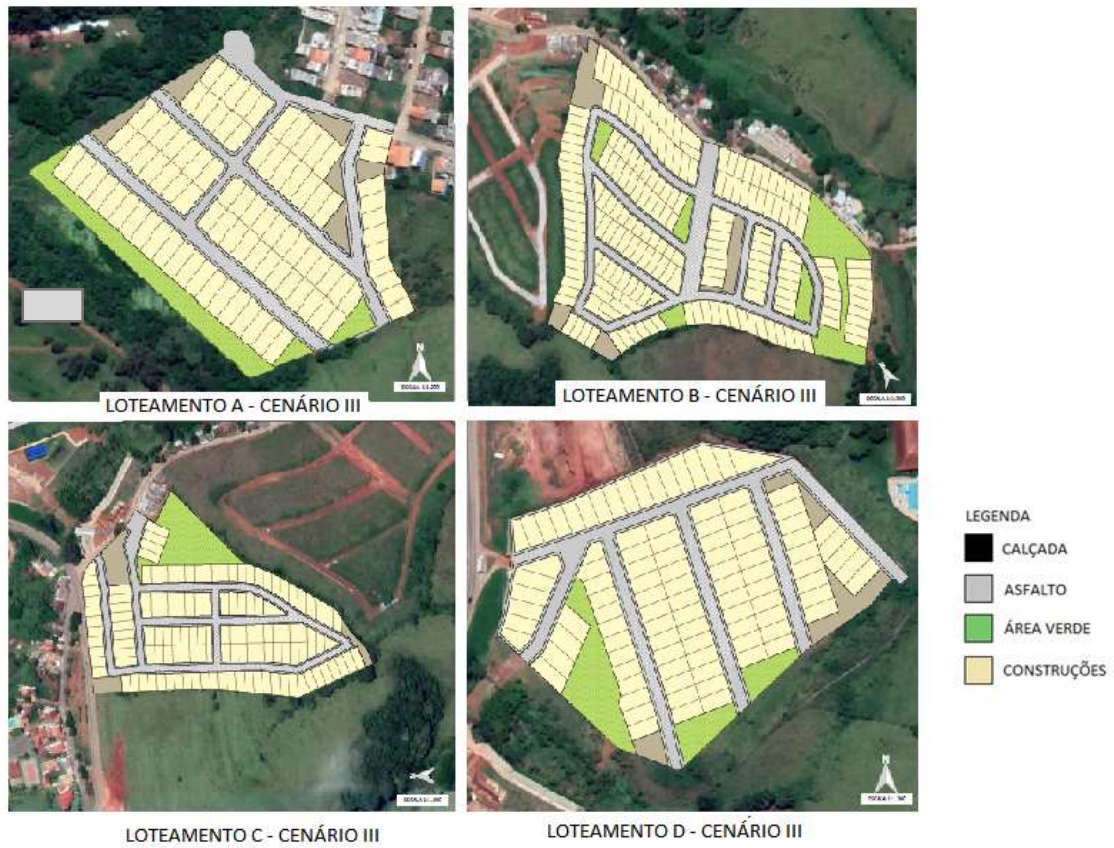 N
LOTEAMENTO A - CENÁRIO III
LOTEAMENTO B - CENÁRIO III
LEGENDA
CALÇADA
ASFALTO
ÁREA VERDE
CONSTRUÇÕES
N
LOTEAMENTO C - CENÁRIO III
LOTEAMENTO D - CENÁRIO III